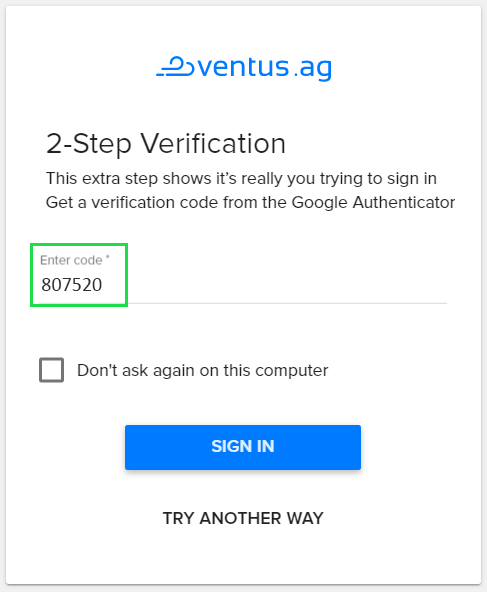 ventus.ag
2-Step Verification
This extra step shows it's really you trying to sign in
Get a verification code from the Google Authenticator
Enter code *
807520
Don't ask again on this computer
SIGN IN
TRY ANOTHER WAY